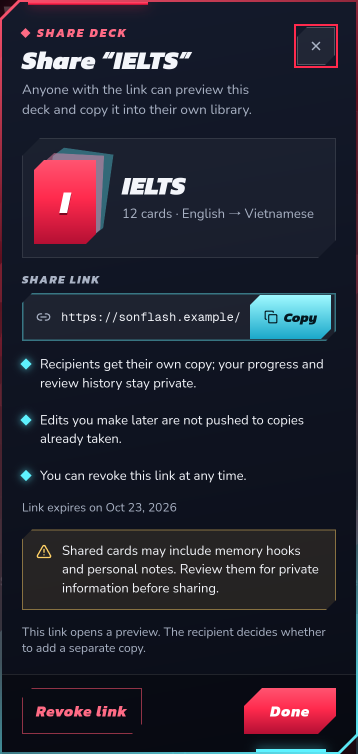 SHARE DECK
Share “IELTS”
Anyone with the link can preview this
deck and copy it into their own library.
I
IELTS
12 cards · English → Vietnamese
SHARE LINK
https://sonflash.example/
Copy
Recipients get their own copy; your progress and
review history stay private.
Edits you make later are not pushed to copies
already taken.
You can revoke this link at any time.
Link expires on Oct 23, 2026
Shared cards may include memory hooks
and personal notes. Review them for private
information before sharing.
This link opens a preview. The recipient decides whether
to add a separate copy.
Revoke link
Done